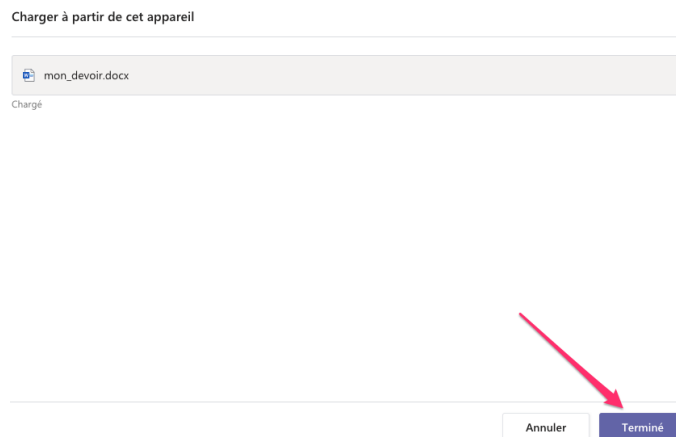 Charger à partir de cet appareil
mon_devoir.docx
Chargé
Annuler
Terminé